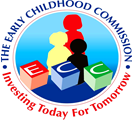 • THE EARLY CHILDHOOD COMMISSION •
E C C
Investing Today For Tomorrow